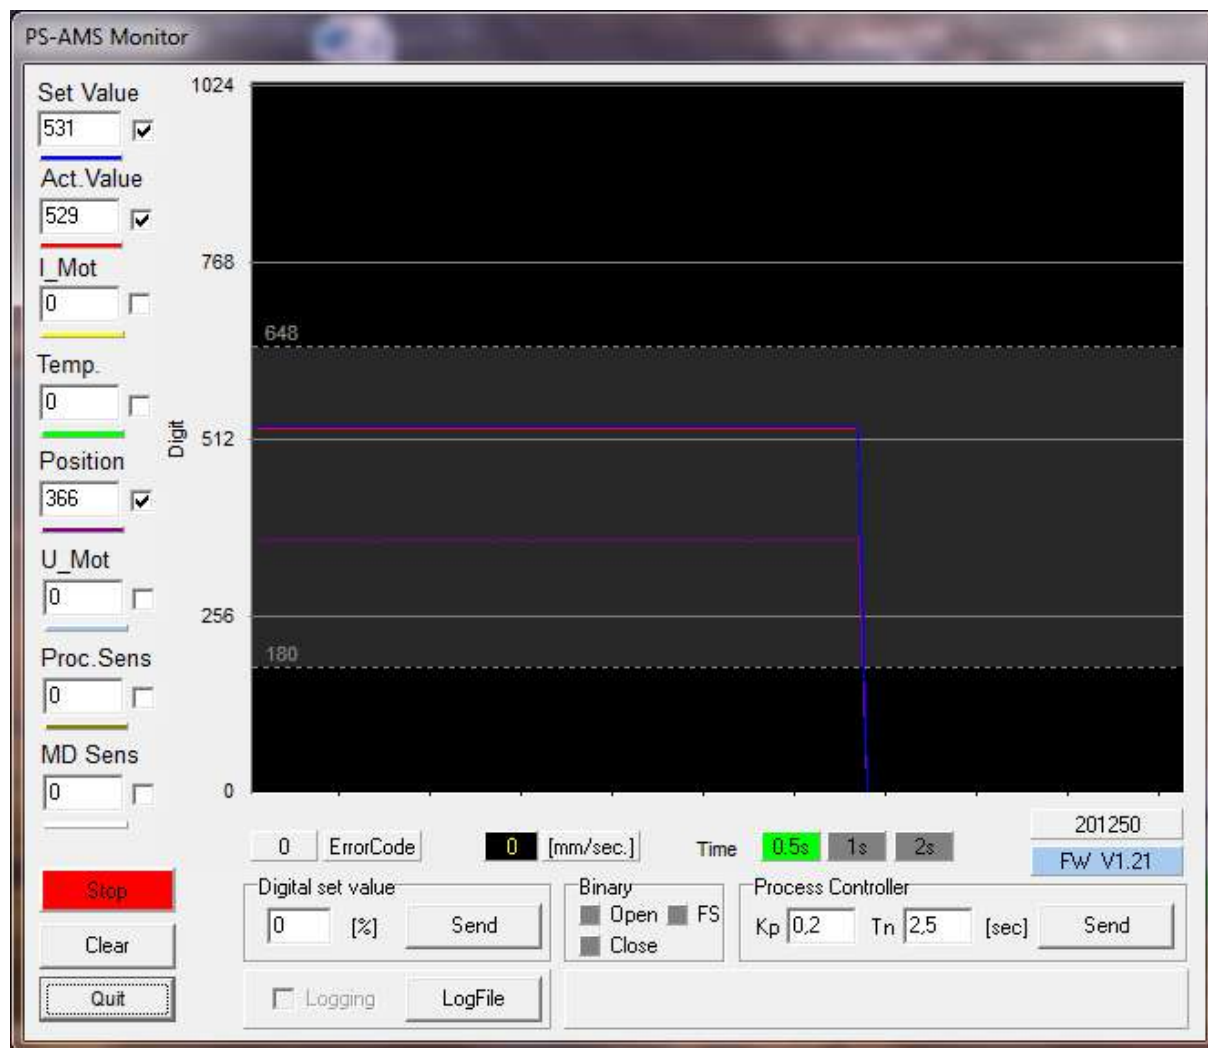 PS-AMS Monitor
Set Value
531
Act.Value
529
I_Mot
0
Temp.
0
Position
366
U_Mot
0
Proc.Sens
0
MD Sens
0
Digit
1024
768
648
512
256
180
0
0 ErrorCode 0 [mm/sec.] Time 0.5s 1s 2s
201250
FW V1.21
Stop
Clear
Quit
Digital set value
0 [%] Send
Binary
Open FS
Close
Process Controller
Kp 0,2 Tn 2,5 [sec] Send
Logging LogFile